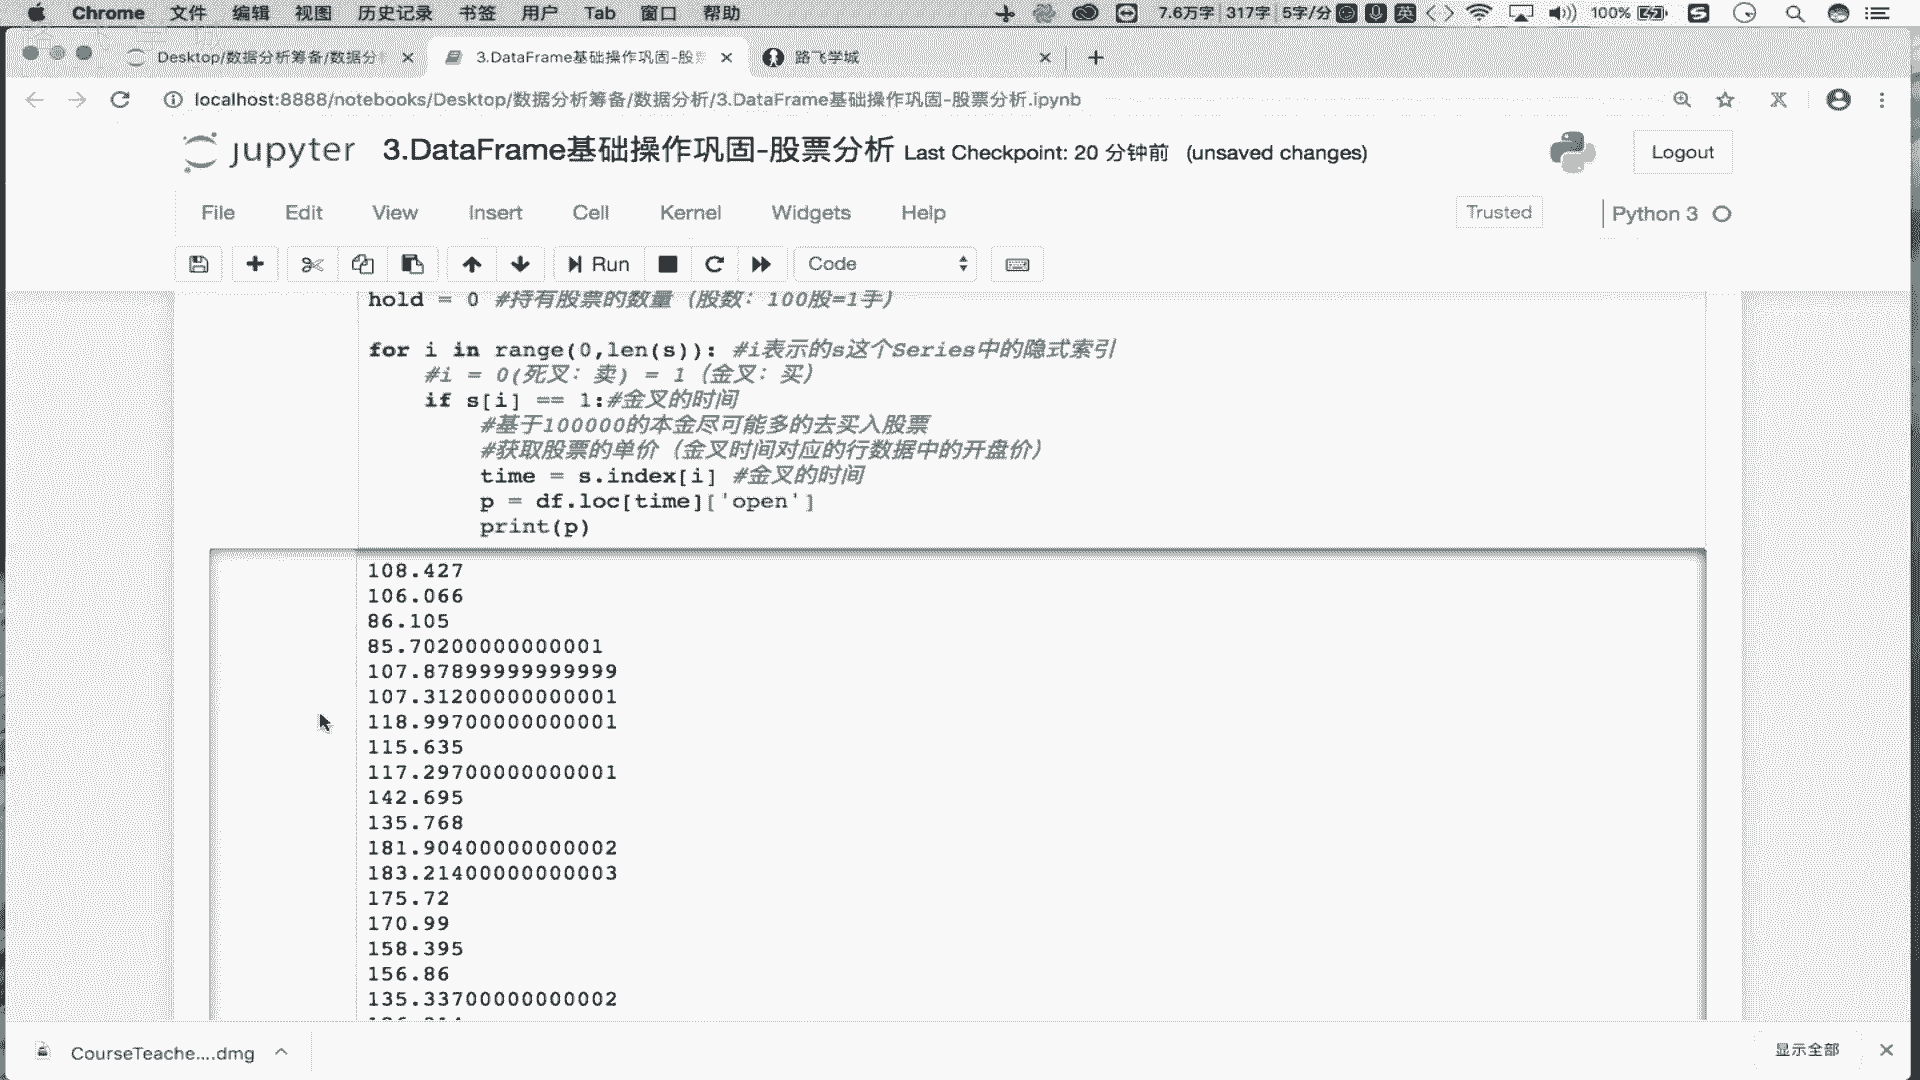 Chrome 文件 编辑 视图 历史记录 书签 用户 Tab 窗口 帮助 7.6万字 317字 5字/分 英 100%
Desktop/数据分析筹备/数据分 3.DataFrame基础操作巩固-股票 路飞学城
localhost:8888/notebooks/Desktop/数据分析筹备/数据分析/3.DataFrame基础操作巩固-股票分析.ipynb
jupyter 3.DataFrame基础操作巩固-股票分析 Last Checkpoint: 20 分钟前 (unsaved changes) Logout
File Edit View Insert Cell Kernel Widgets Help Trusted Python 3
Run Code
hold = 0 #持有股票的数量（股数：100股=1手）
for i in range(0,len(s)): #i表示的s这个Series中的隐式索引
#i = 0(死叉：卖) = 1（金叉：买）
if s[i] == 1:#金叉的时间
#基于100000的本金尽可能多的去买入股票
#获取股票的单价（金叉时间对应的行数据中的开盘价）
time = s.index[i] #金叉的时间
p = df.loc[time]['open']
print(p)
108.427
106.066
86.105
85.70200000000001
107.87899999999999
107.31200000000001
118.99700000000001
115.635
117.29700000000001
142.695
135.768
181.90400000000002
183.21400000000003
175.72
170.99
158.395
156.86
135.33700000000002
CourseTeache....dmg 显示全部